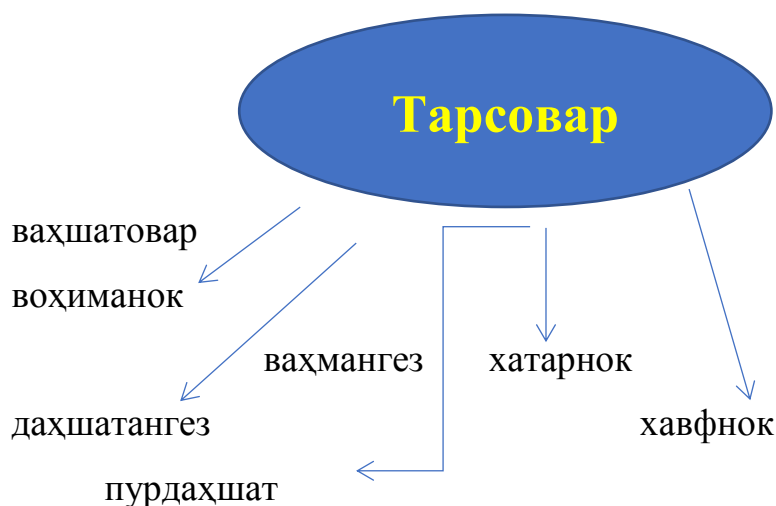 Тарсовар
ваҳшатовар
воҳиманок
ваҳмангез
хатарнок
даҳшатангез
хавфнок
пурдаҳшат